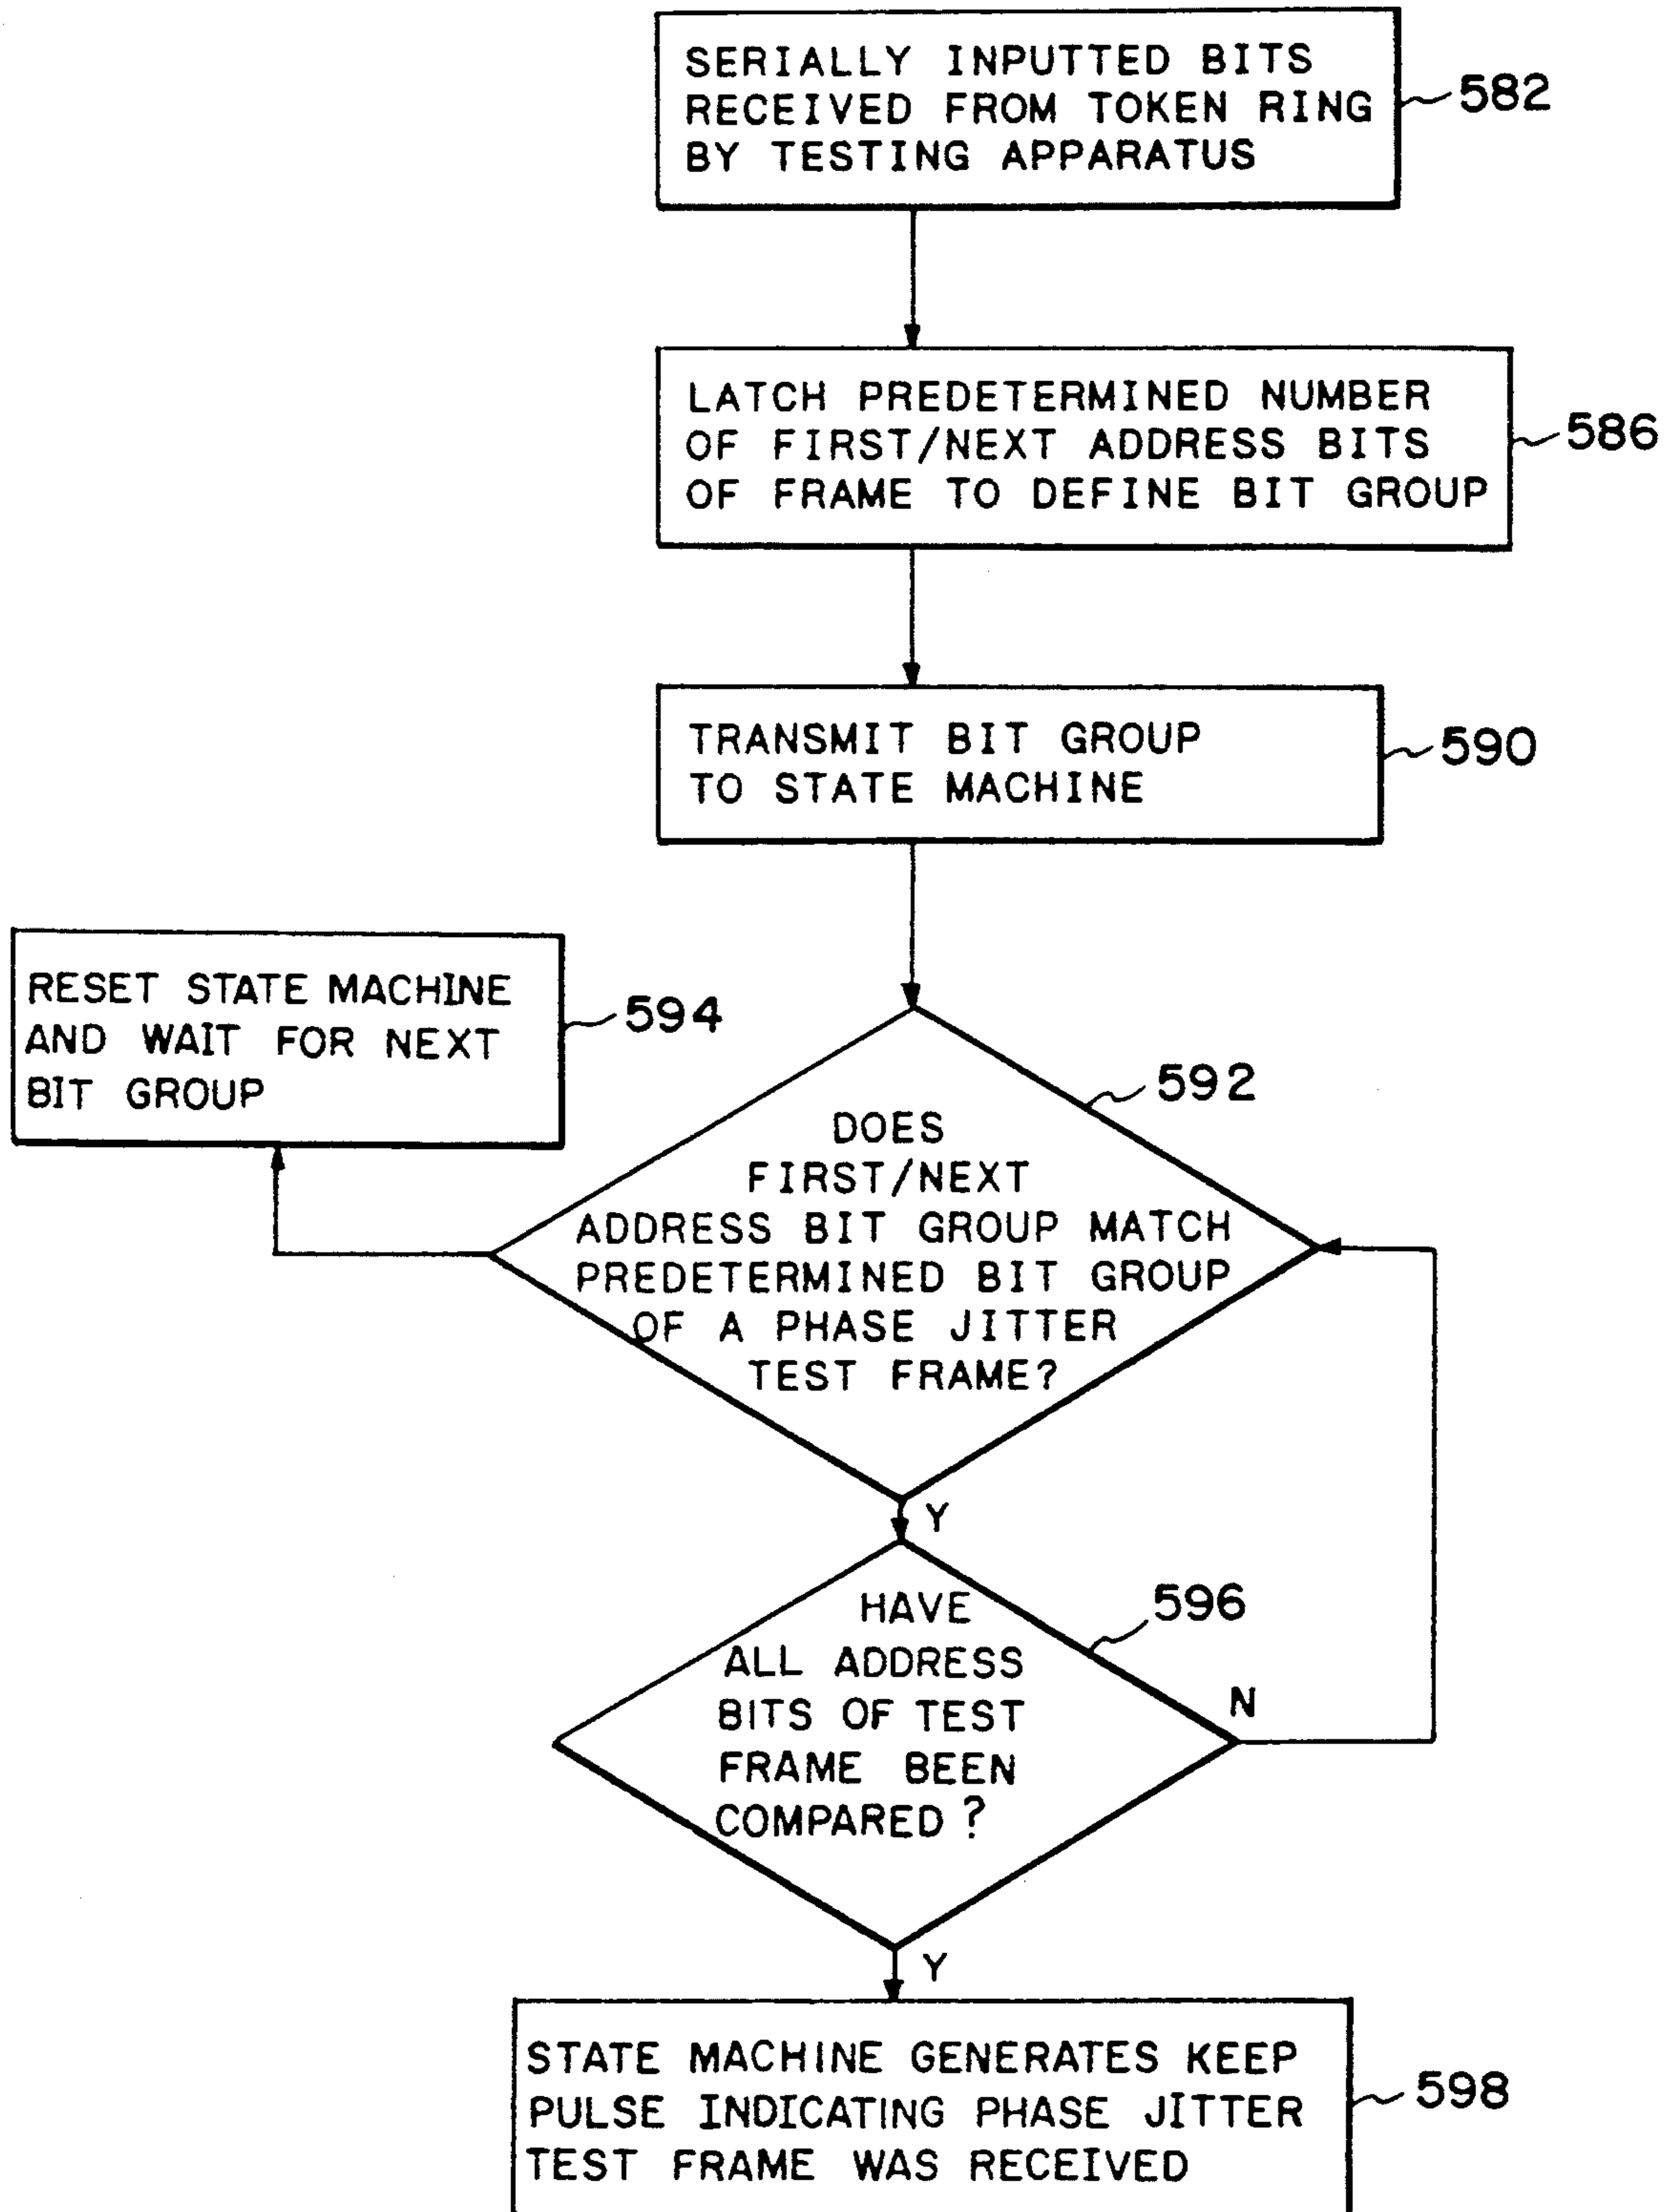 SERIALLY INPUTTED BITS
RECEIVED FROM TOKEN RING
BY TESTING APPARATUS
582
LATCH PREDETERMINED NUMBER
OF FIRST/NEXT ADDRESS BITS
OF FRAME TO DEFINE BIT GROUP
586
TRANSMIT BIT GROUP
TO STATE MACHINE
590
RESET STATE MACHINE
AND WAIT FOR NEXT
BIT GROUP
594
592
DOES
FIRST/NEXT
ADDRESS BIT GROUP MATCH
PREDETERMINED BIT GROUP
OF A PHASE JITTER
TEST FRAME?
Y
596
HAVE
ALL ADDRESS
BITS OF TEST
FRAME BEEN
COMPARED?
N
Y
STATE MACHINE GENERATES KEEP
PULSE INDICATING PHASE JITTER
TEST FRAME WAS RECEIVED
598